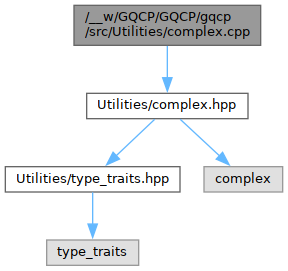 /__w/GQCP/GQCP/gqcp
/src/Utilities/complex.cpp
Utilities/complex.hpp
Utilities/type_traits.hpp
complex
type_traits